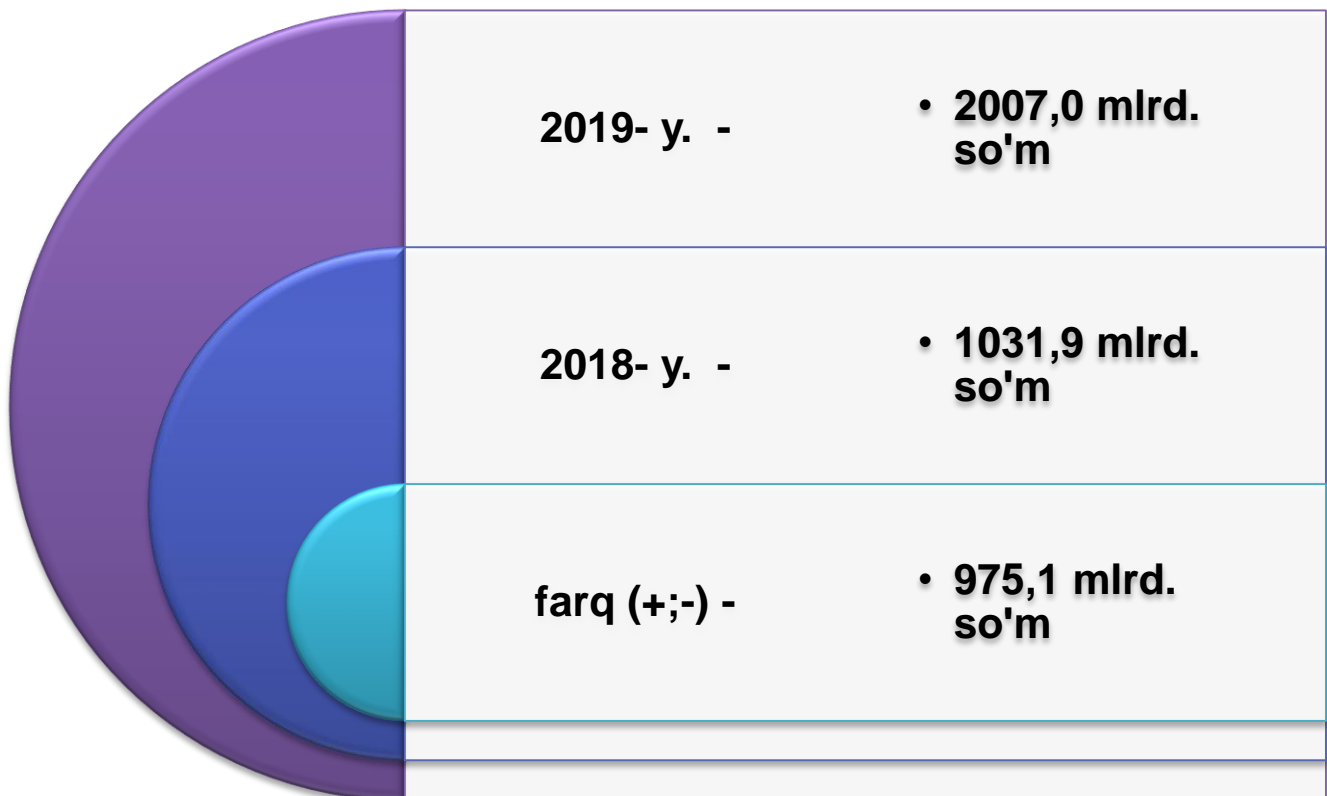 2019- y. -
• 2007,0 mlrd.
so'm
2018- y. -
• 1031,9 mlrd.
so'm
farq (+;-) -
• 975,1 mlrd.
so'm